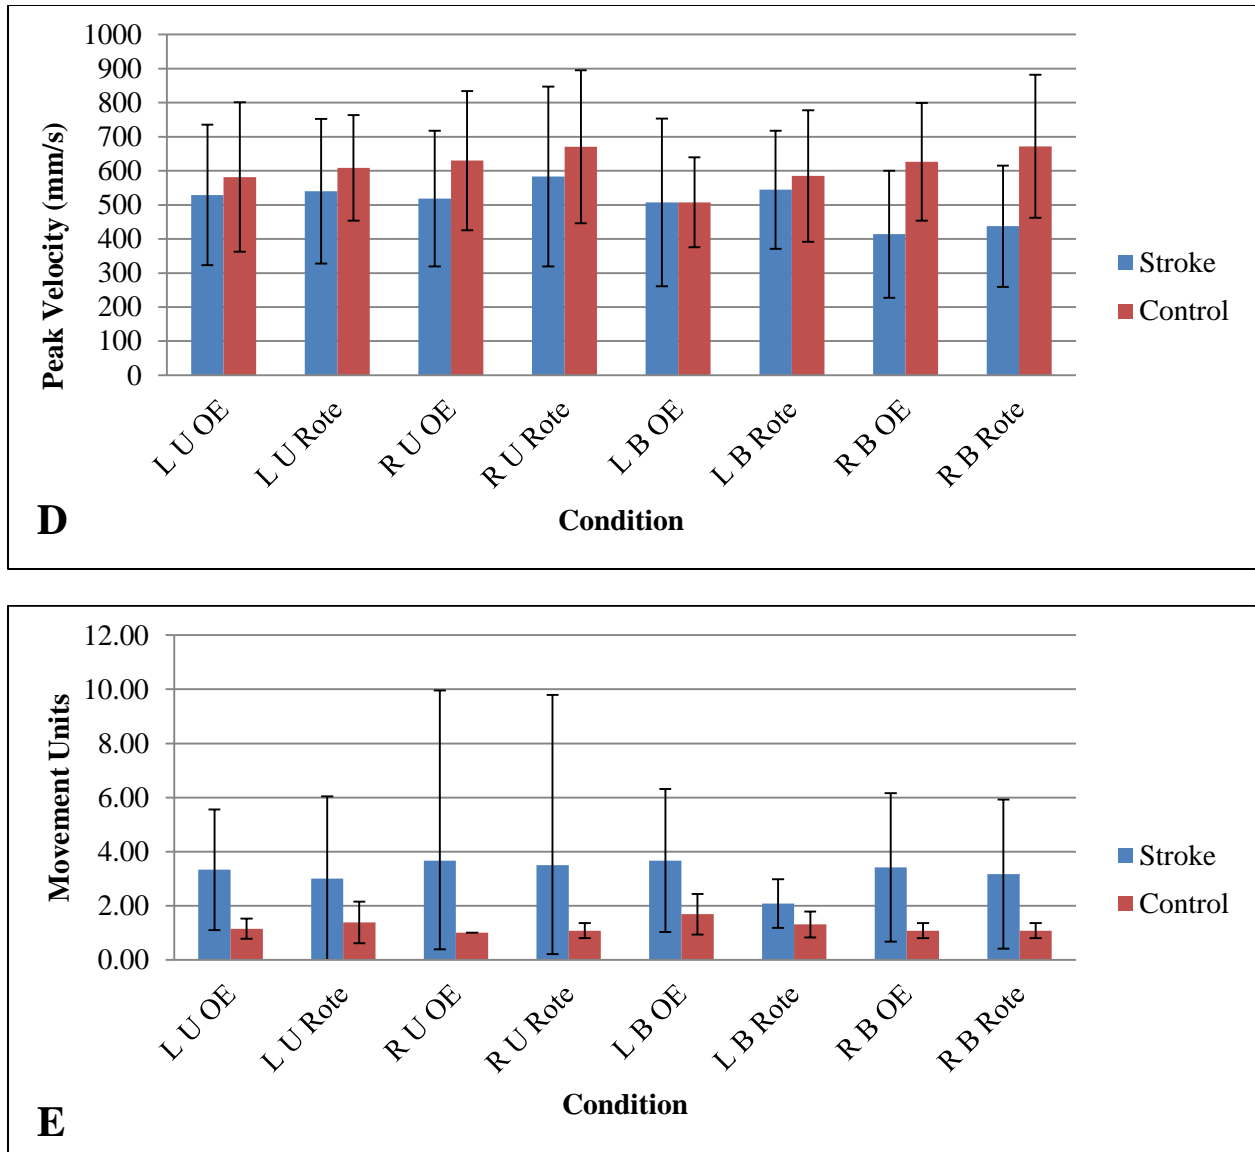 1000
900
800
700
600
500
400
300
200
100
0
Peak Velocity (mm/s)
L U OE
L U Rote
R U OE
R U Rote
L B OE
L B Rote
R B OE
R B Rote
Condition
Stroke
Control
D
12.00
10.00
8.00
6.00
4.00
2.00
0.00
Movement Units
L U OE
L U Rote
R U OE
R U Rote
L B OE
L B Rote
R B OE
R B Rote
Condition
Stroke
Control
E